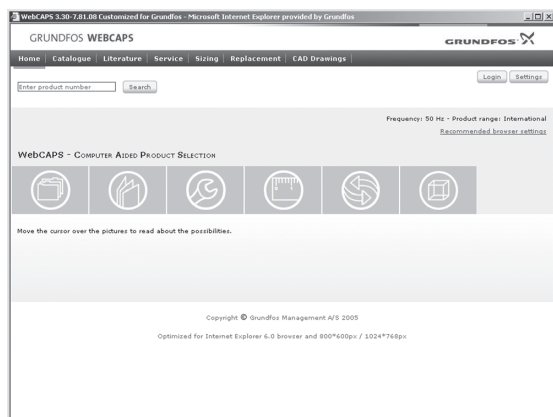 WebCAPS 3.30-7.81.08 Customized for Grundfos - Microsoft Internet Explorer provided by Grundfos
GRUNDFOS WEBCAPS
GRUNDFOS
Home | Catalogue | Literature | Service | Sizing | Replacement | CAD Drawings |
Login Settings
Enter product number Search
Frequency: 50 Hz - Product range: International
Recommended browser settings
WebCAPS - Computer Aided Product Selection
Move the cursor over the pictures to read about the possibilities.
Copyright © Grundfos Management A/S 2005
Optimized for Internet Explorer 6.0 browser and 800*600px / 1024*768px